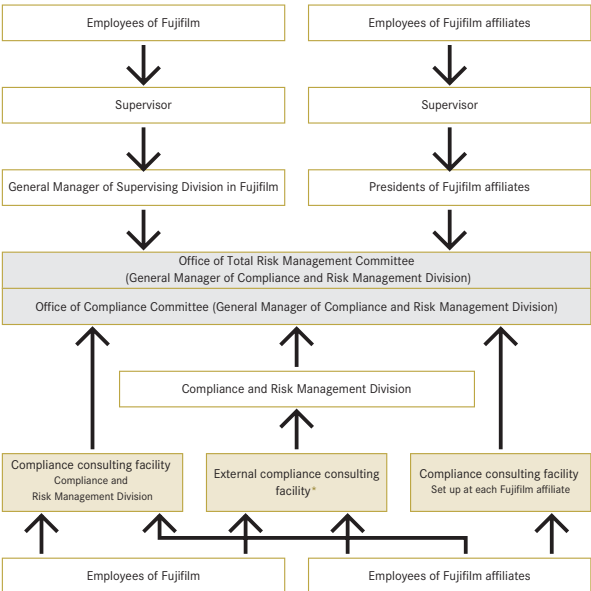 Employees of Fujifilm
Employees of Fujifilm affiliates
Supervisor
Supervisor
General Manager of Supervising Division in Fujifilm
Presidents of Fujifilm affiliates
Office of Total Risk Management Committee
(General Manager of Compliance and Risk Management Division)
Office of Compliance Committee (General Manager of Compliance and Risk Management Division)
Compliance and Risk Management Division
Compliance consulting facility
Compliance and
Risk Management Division
External compliance consulting
facility*
Compliance consulting facility
Set up at each Fujifilm affiliate
Employees of Fujifilm
Employees of Fujifilm affiliates